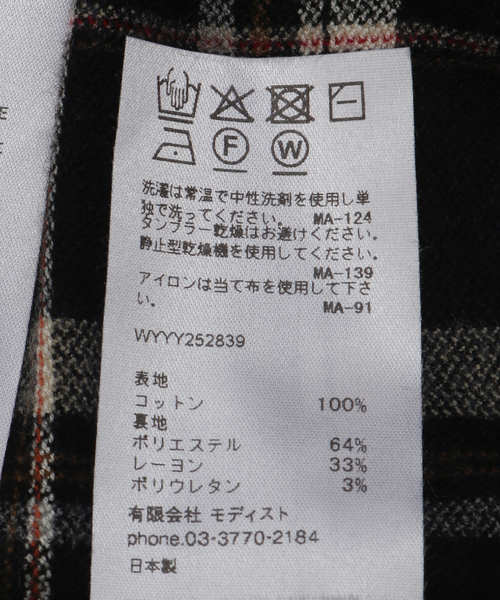 F
W
洗濯は常温で中性洗剤を使用し単
独で洗ってください。 MA-124
タンブラー乾燥はお避けください。
静止型乾燥機を使用してください。
MA-139
アイロンは当て布を使用して下さ
い。 MA-91
WYYY252839
表地
コットン 100%
裏地
ポリエステル 64%
レーヨン 33%
ポリウレタン 3%
有限会社 モディスト
phone.03-3770-2184
日本製